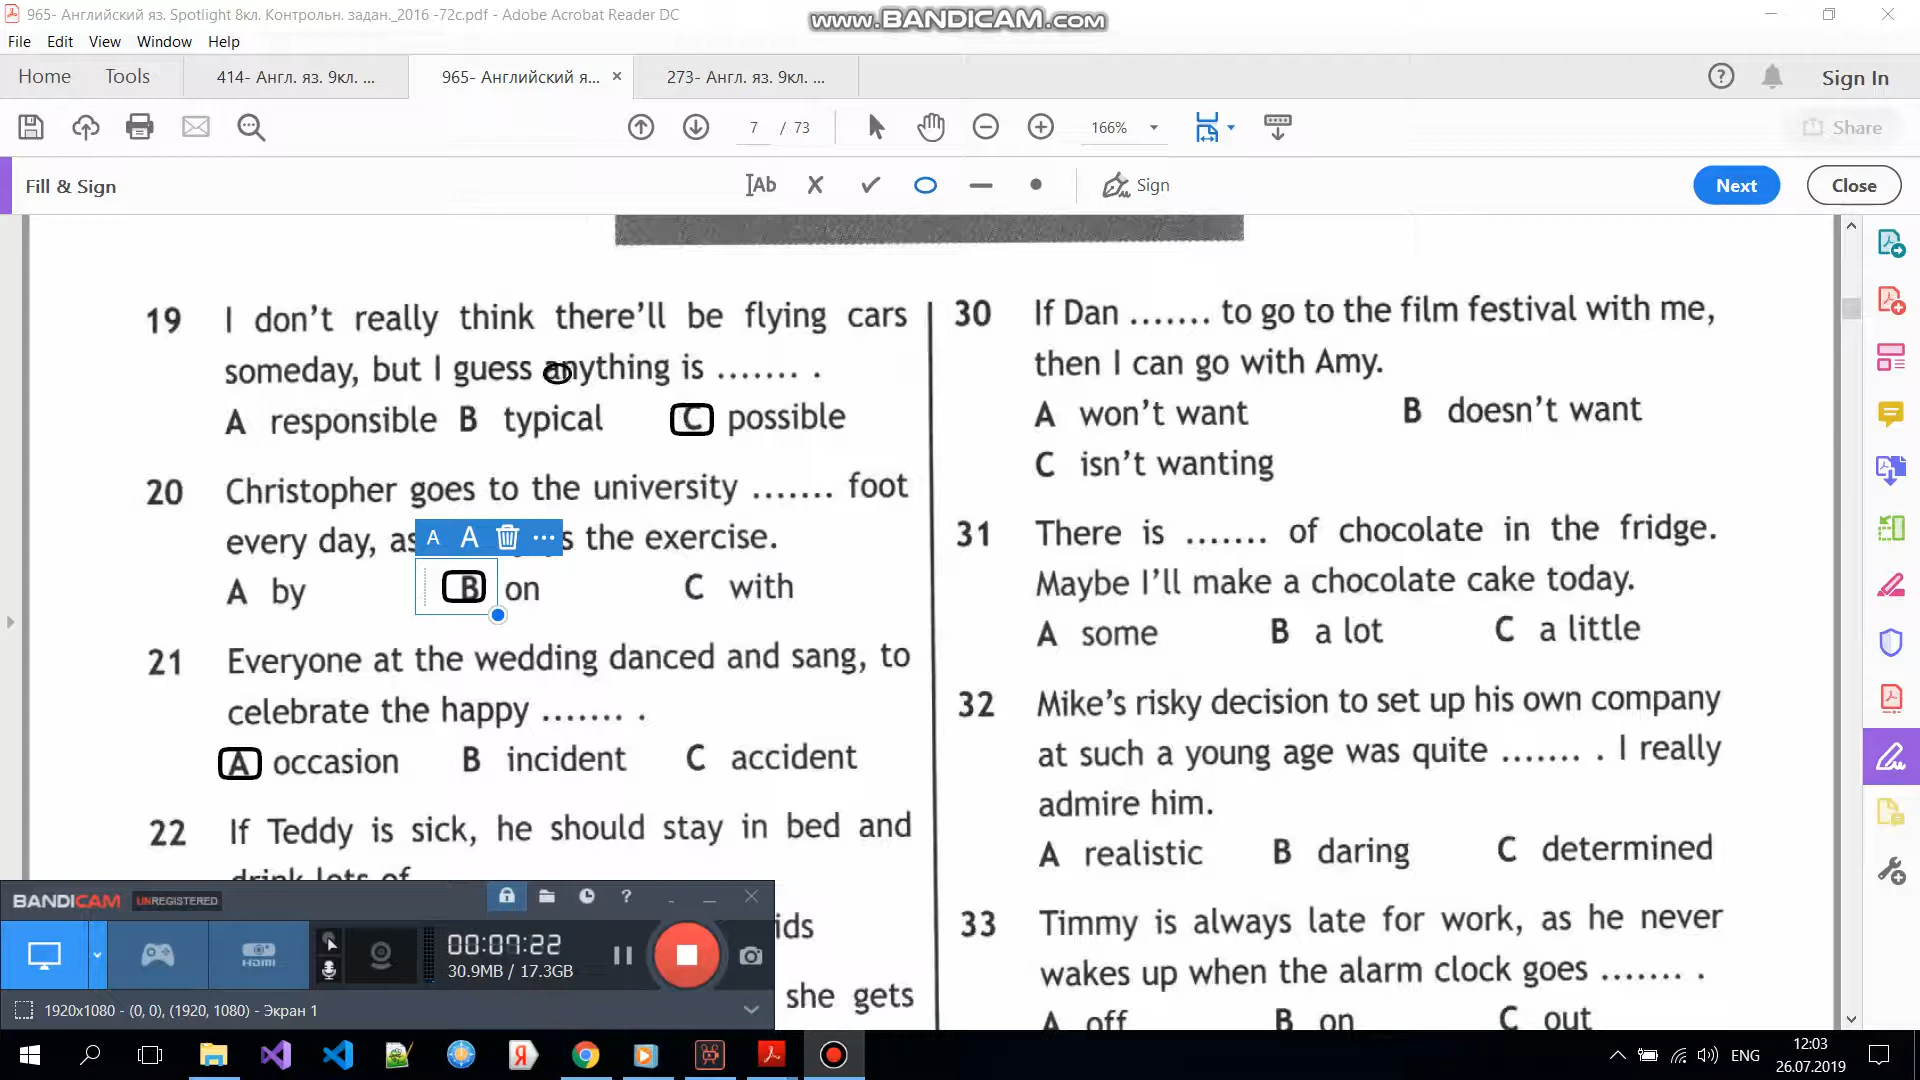 965- Английский яз. Spotlight 8кл. Контрольн. задан._2016 -72с.pdf - Adobe Acrobat Reader DC
www.BANDICAM.com
File Edit View Window Help
Home Tools 414- Англ. яз. 9кл. ... 965- Английский я... × 273- Англ. яз. 9кл. ... Sign In
7 / 73 166% Share
Fill & Sign Ab Sign Next Close
19 I don't really think there'll be flying cars
someday, but I guess anything is ....... .
A responsible B typical C possible
20 Christopher goes to the university ....... foot
every day, as A A ... s the exercise.
A by B on C with
21 Everyone at the wedding danced and sang, to
celebrate the happy ....... .
A occasion B incident C accident
22 If Teddy is sick, he should stay in bed and
drink lots of
ids
she gets
30 If Dan ....... to go to the film festival with me,
then I can go with Amy.
A won't want B doesn't want
C isn't wanting
31 There is ....... of chocolate in the fridge.
Maybe I'll make a chocolate cake today.
A some B a lot C a little
32 Mike's risky decision to set up his own company
at such a young age was quite ....... . I really
admire him.
A realistic B daring C determined
33 Timmy is always late for work, as he never
wakes up when the alarm clock goes ....... .
A off B on C out
BANDICAM UNREGISTERED
HDMI 00:07:22
30.9MB / 17.3GB
1920x1080 - (0, 0), (1920, 1080) - Экран 1
ENG 12:03
26.07.2019